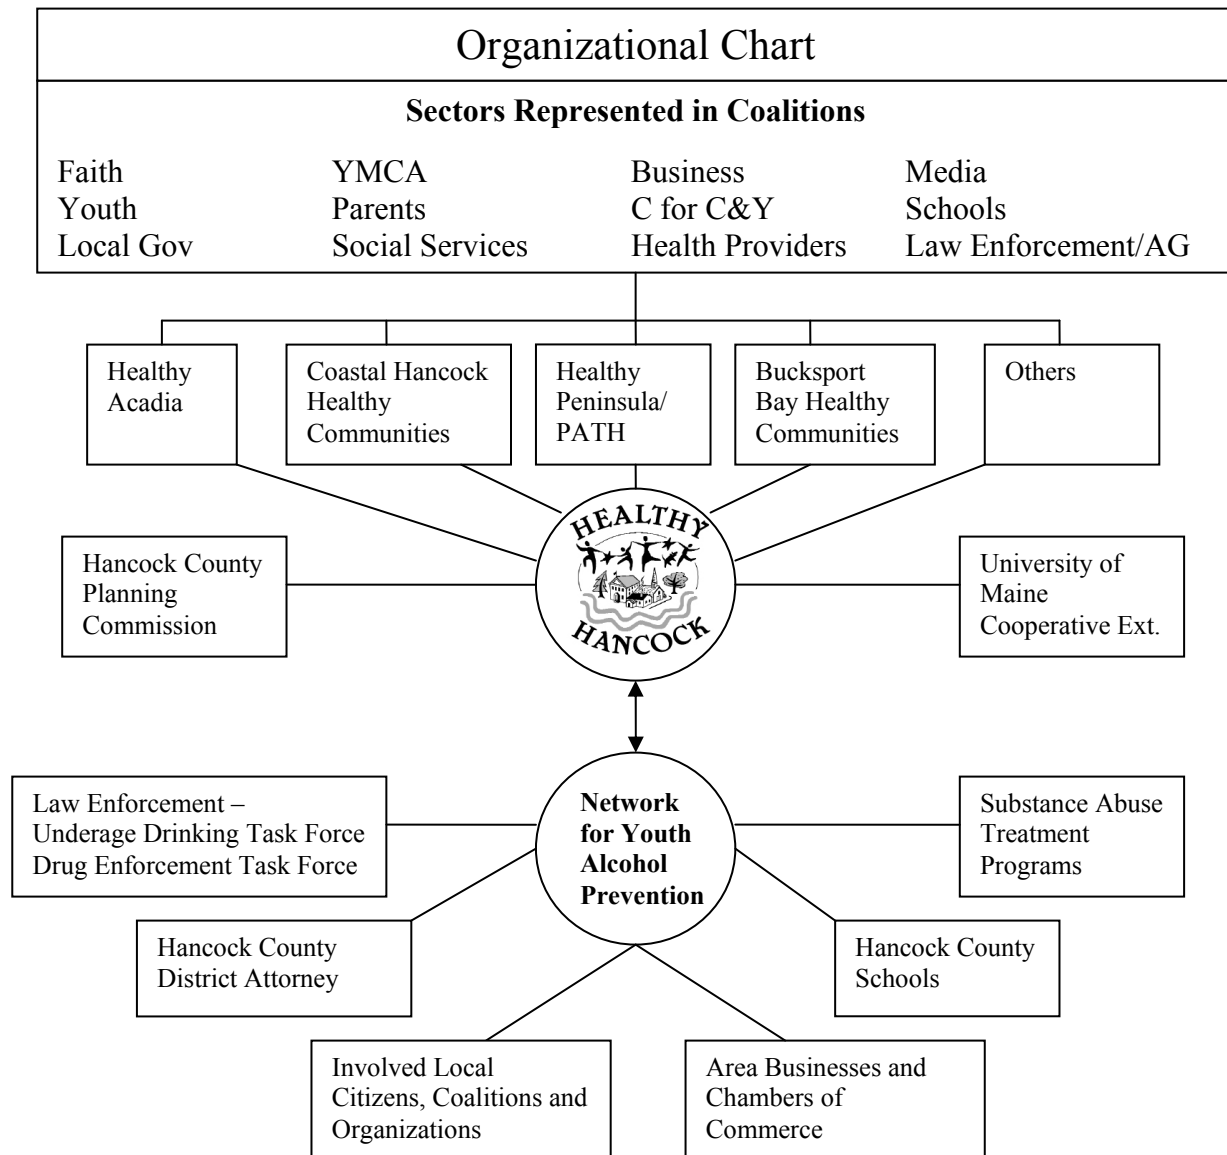 Organizational Chart
Sectors Represented in Coalitions
Faith YMCA Business Media
Youth Parents C for C&Y Schools
Local Gov Social Services Health Providers Law Enforcement/AG
Healthy
Acadia
Coastal Hancock
Healthy
Communities
Healthy
Peninsula/
PATH
Bucksport
Bay Healthy
Communities
Others
HEALTHY
HANCOCK
Hancock County
Planning
Commission
University of
Maine
Cooperative Ext.
Network
for Youth
Alcohol
Prevention
Law Enforcement –
Underage Drinking Task Force
Drug Enforcement Task Force
Substance Abuse
Treatment
Programs
Hancock County
District Attorney
Hancock County
Schools
Involved Local
Citizens, Coalitions and
Organizations
Area Businesses and
Chambers of
Commerce